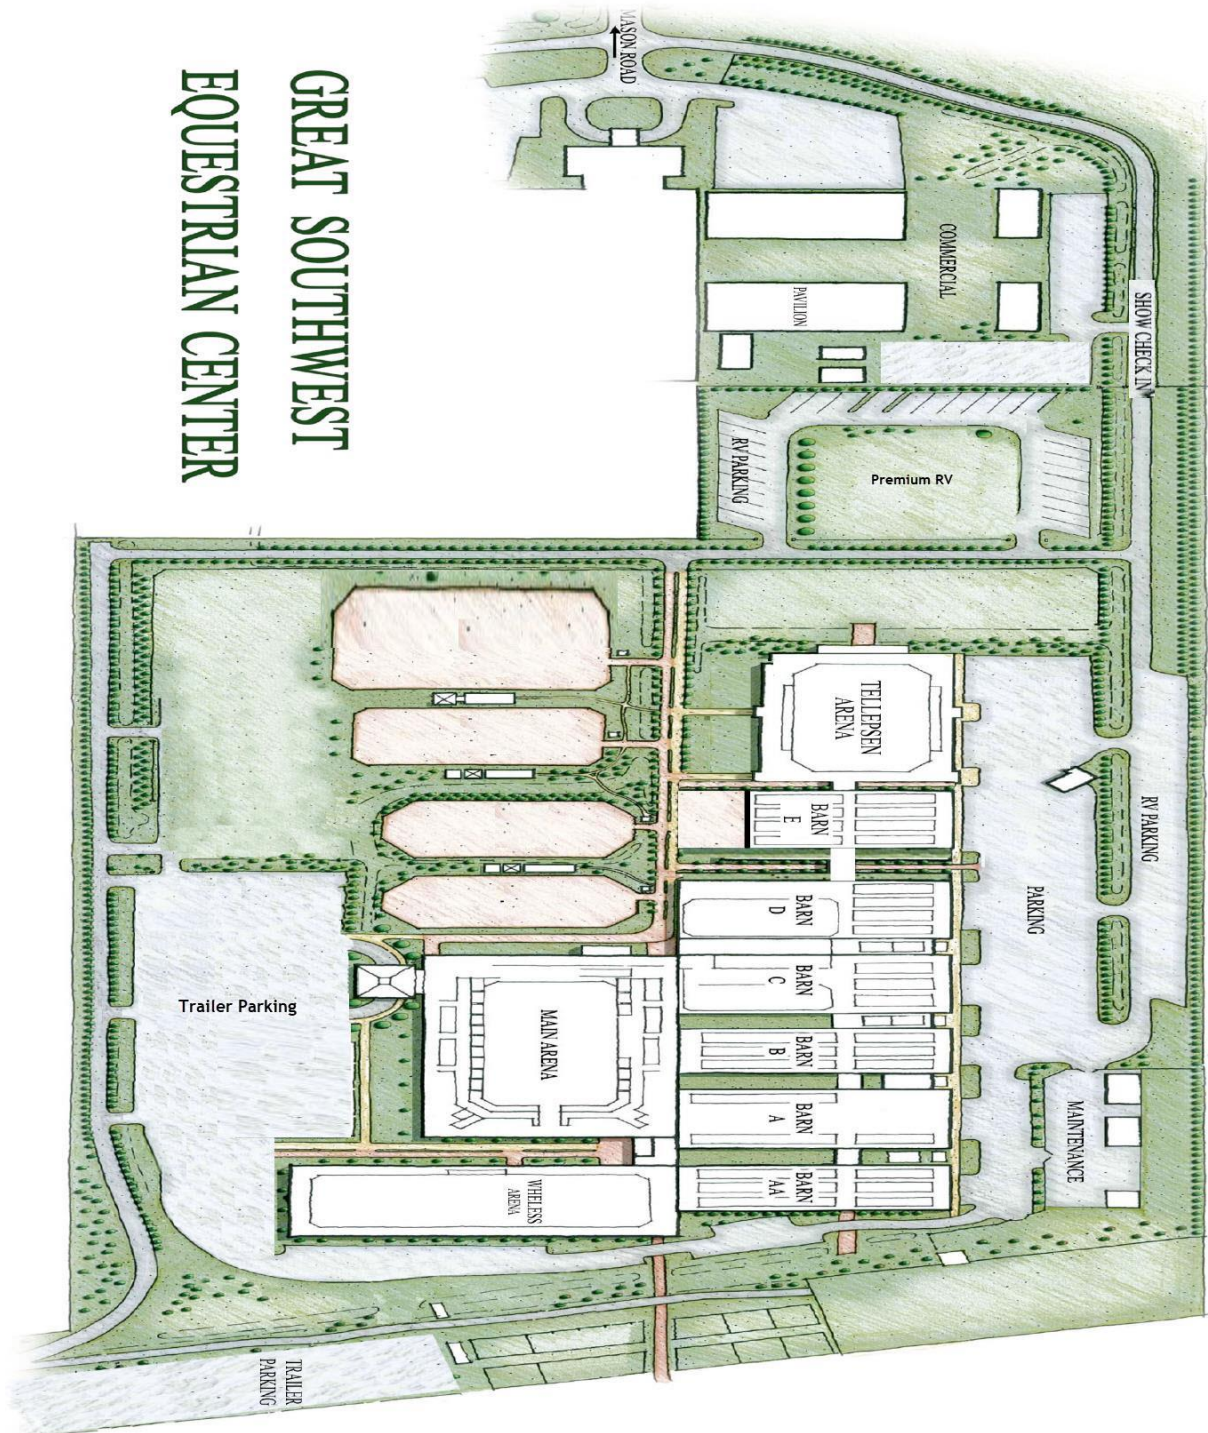 GREAT SOUTHWEST
EQUESTRIAN CENTER
MASON ROAD
COMMERCIAL
PAVILION
SHOW CHECK IN
RV PARKING
Premium RV
TELLEPSEN
ARENA
BARN
E
RV PARKING
PARKING
BARN
D
BARN
C
BARN
B
BARN
A
BARN
AA
MAINTENANCE
MAIN ARENA
Trailer Parking
WHELESS
ARENA
TRAILER
PARKING